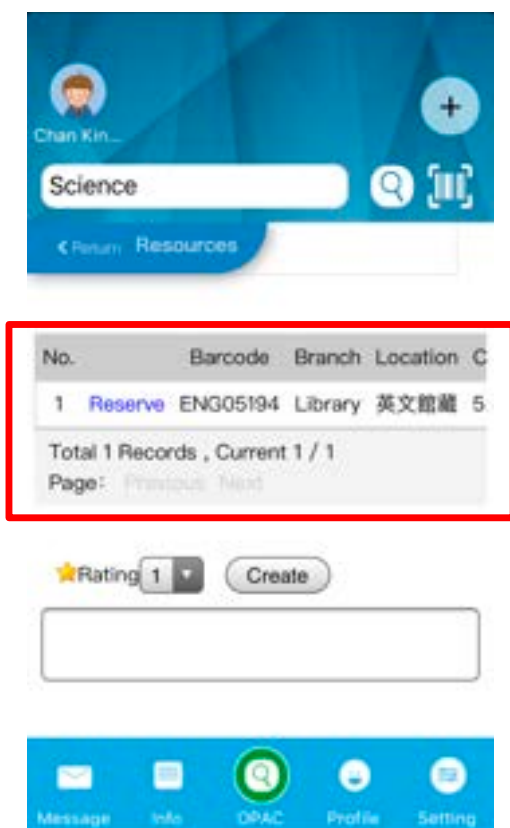 Chan Kin...
Science
Return Resources
No. Barcode Branch Location C
1 Reserve ENG05194 Library 英文館藏 5
Total 1 Records , Current 1 / 1
Page: Previous Next
Rating 1 Create
Message Info OPAC Profile Setting